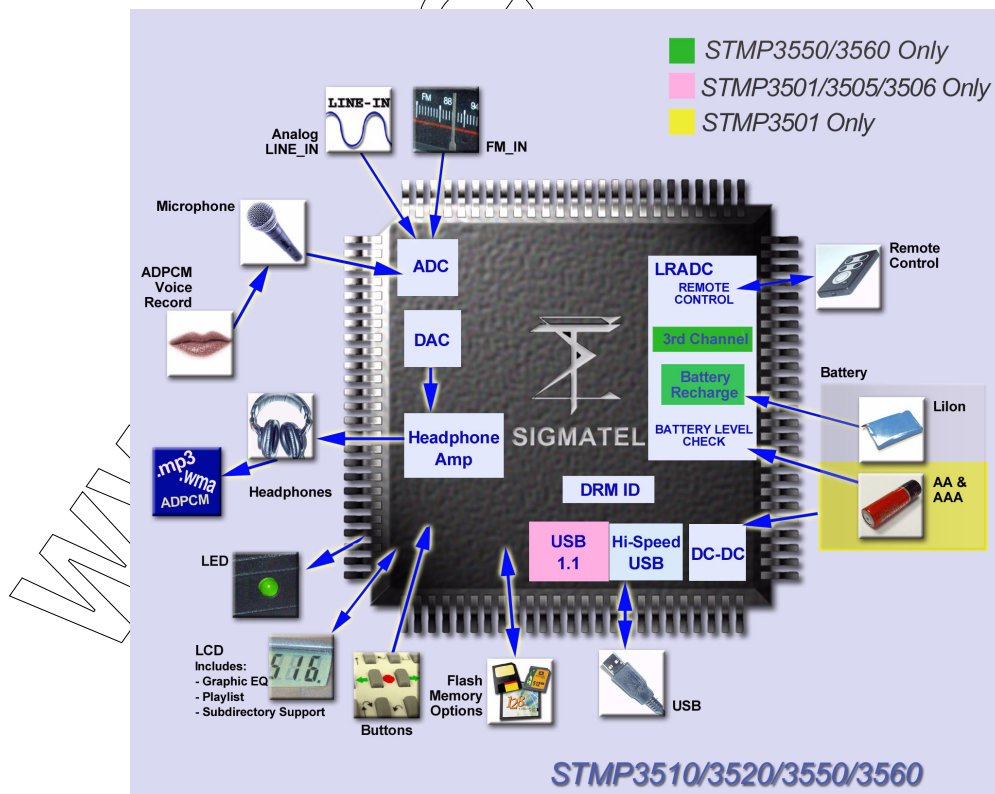 STMP3550/3560 Only
STMP3501/3505/3506 Only
STMP3501 Only
LINE-IN
Analog
LINE_IN
FM 88 94
FM_IN
Microphone
ADPCM
Voice
Record
ADC
DAC
Headphone
Amp
Headphones
.mp3
.wma
ADPCM
SIGMATEL
LRADC
REMOTE
CONTROL
3rd Channel
Battery
Recharge
BATTERY LEVEL
CHECK
Remote
Control
Battery
LiIon
AA &
AAA
DRM ID
USB
1.1
Hi-Speed
USB
DC-DC
LED
LCD
Includes:
- Graphic EQ
- Playlist
- Subdirectory Support
516.
Buttons
Flash
Memory
Options
128
USB
STMP3510/3520/3550/3560